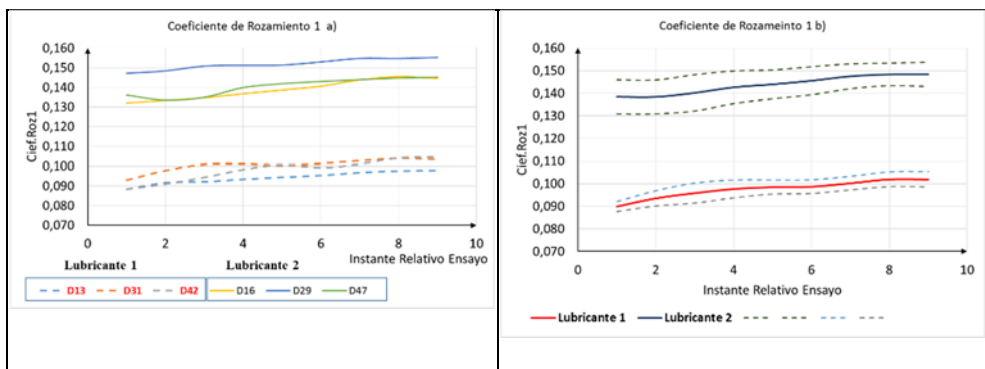 Coeficiente de Rozamiento 1 a)
0,160
0,150
0,140
0,130
0,120
0,110
0,100
0,090
0,080
0,070
Cief.Roz1
0 2 4 6 8 10
Instante Relativo Ensayo
Lubricante 1 Lubricante 2
D13 D31 D42 D16 D29 D47
Coeficiente de Rozameinto 1 b)
0,160
0,150
0,140
0,130
0,120
0,110
0,100
0,090
0,080
0,070
Cief.Roz1
0 2 4 6 8 10
Instante Relativo Ensayo
Lubricante 1 Lubricante 2